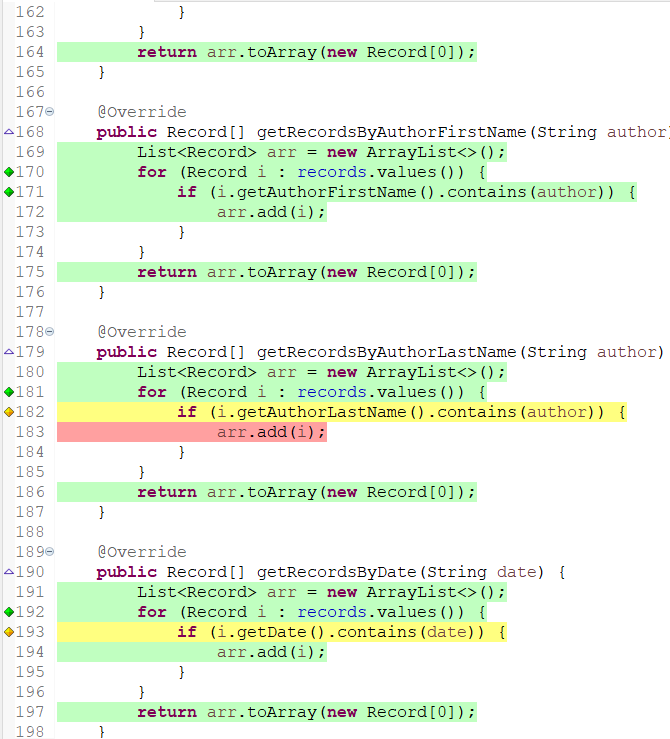 162 }
163 }
164 return arr.toArray(new Record[0]);
165 }
166
167 @Override
168 public Record[] getRecordsByAuthorFirstName(String author)
169 List<Record> arr = new ArrayList<>();
170 for (Record i : records.values()) {
171 if (i.getAuthorFirstName().contains(author)) {
172 arr.add(i);
173 }
174 }
175 return arr.toArray(new Record[0]);
176 }
177
178 @Override
179 public Record[] getRecordsByAuthorLastName(String author)
180 List<Record> arr = new ArrayList<>();
181 for (Record i : records.values()) {
182 if (i.getAuthorLastName().contains(author)) {
183 arr.add(i);
184 }
185 }
186 return arr.toArray(new Record[0]);
187 }
188
189 @Override
190 public Record[] getRecordsByDate(String date) {
191 List<Record> arr = new ArrayList<>();
192 for (Record i : records.values()) {
193 if (i.getDate().contains(date)) {
194 arr.add(i);
195 }
196 }
197 return arr.toArray(new Record[0]);
198 }